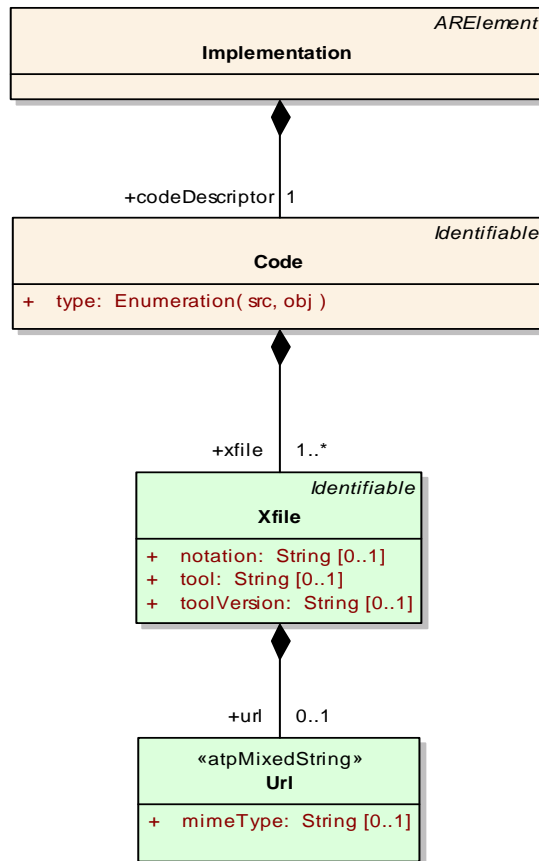 ARElement
Implementation
+codeDescriptor 1
Identifiable
Code
+ type: Enumeration( src, obj )
+xfile 1..*
Identifiable
Xfile
+ notation: String [0..1]
+ tool: String [0..1]
+ toolVersion: String [0..1]
+url 0..1
«atpMixedString»
Url
+ mimeType: String [0..1]